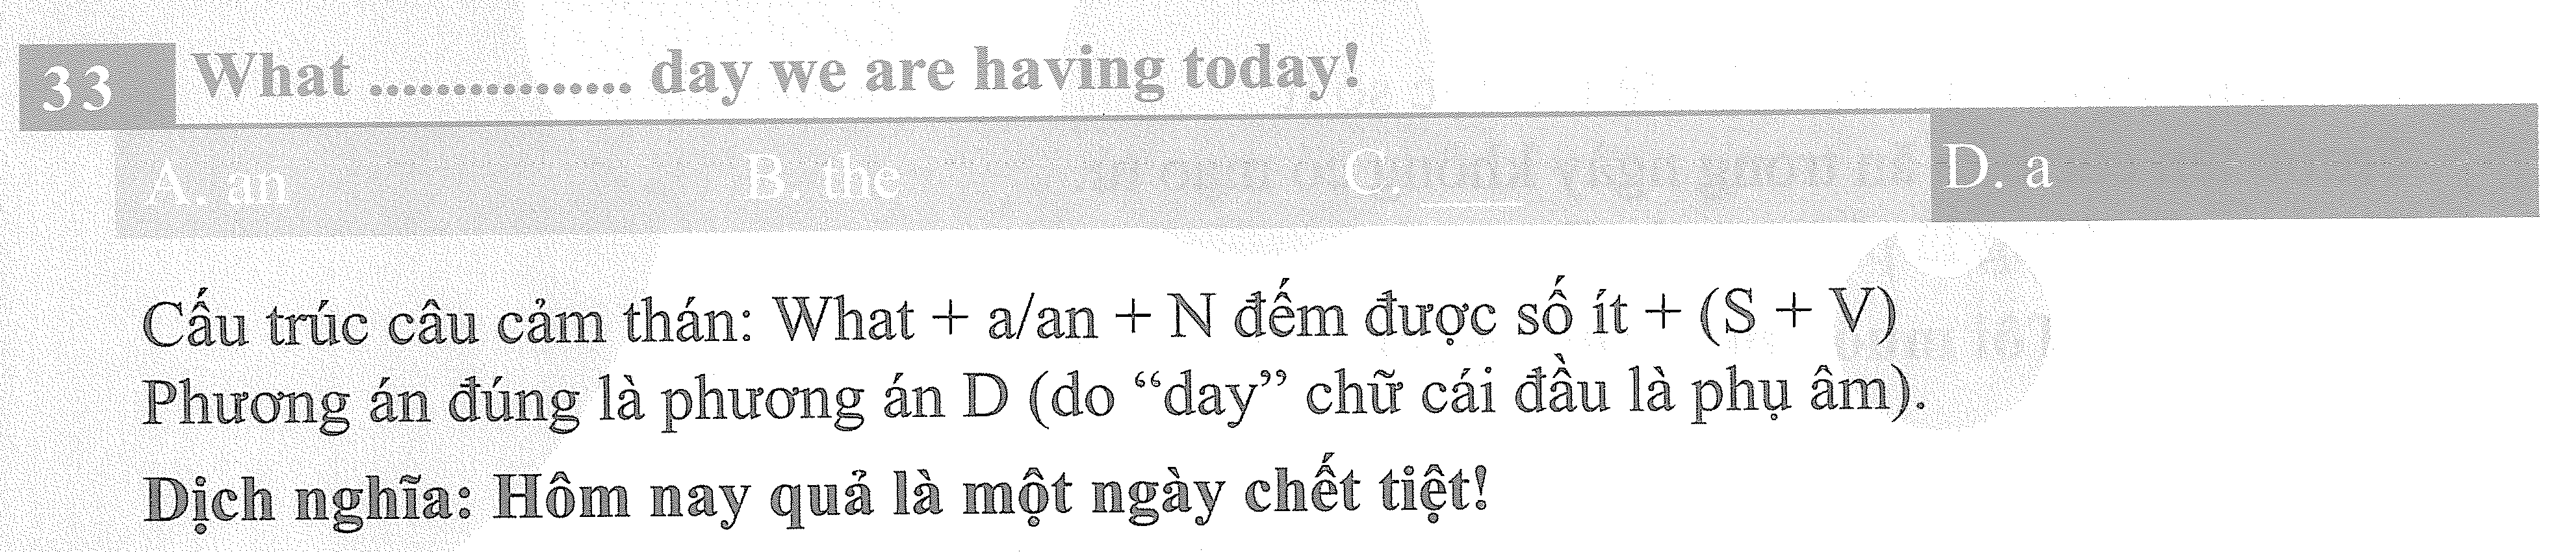 33 What ............... day we are having today!
A. an B. the C. ____ D. a
Cấu trúc câu cảm thán: What + a/an + N đếm được số ít + (S + V)
Phương án đúng là phương án D (do “day” chữ cái đầu là phụ âm).
Dịch nghĩa: Hôm nay quả là một ngày chết tiệt!